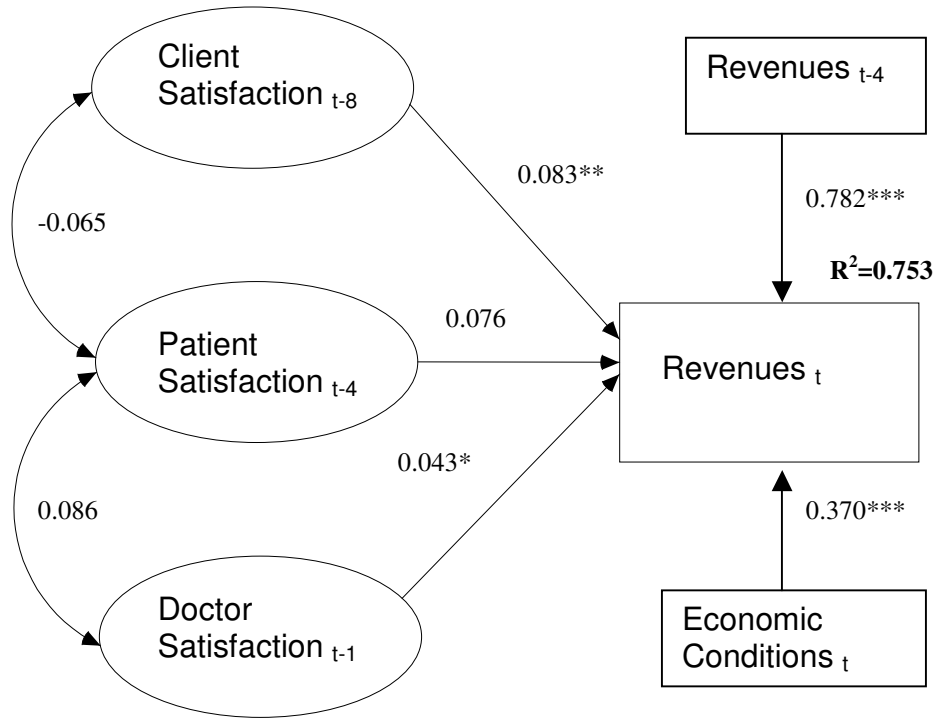 Client
Satisfaction t-8
Revenues t-4
0.083**
0.782***
-0.065
R²=0.753
0.076
Patient
Satisfaction t-4
Revenues t
0.043*
0.086
0.370***
Doctor
Satisfaction t-1
Economic
Conditions t